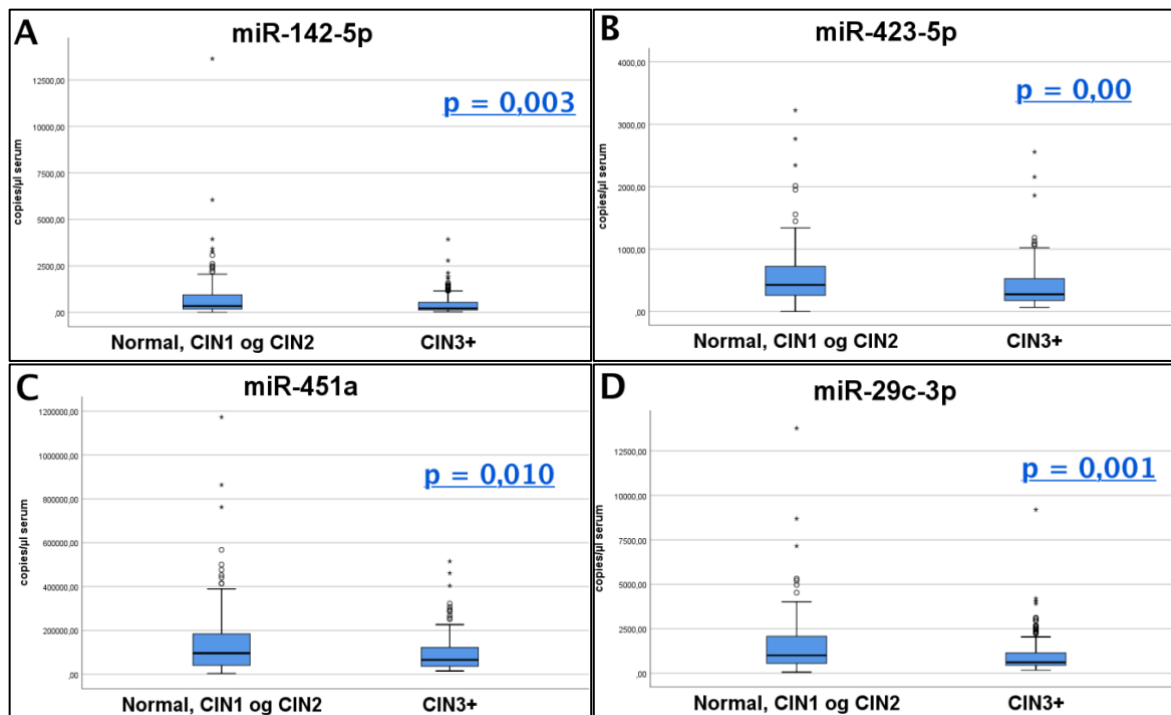 A
miR-142-5p
p = 0,003
copies/µl serum
12500,00
10000,00
7500,00
5000,00
2500,00
,00
Normal, CIN1 og CIN2
CIN3+
B
miR-423-5p
p = 0,00
copies/µl serum
4000,00
3000,00
2000,00
1000,00
,00
Normal, CIN1 og CIN2
CIN3+
C
miR-451a
p = 0,010
copies/µl serum
1200000,00
1000000,00
800000,00
600000,00
400000,00
200000,00
,00
Normal, CIN1 og CIN2
CIN3+
D
miR-29c-3p
p = 0,001
copies/µl serum
12500,00
10000,00
7500,00
5000,00
2500,00
,00
Normal, CIN1 og CIN2
CIN3+